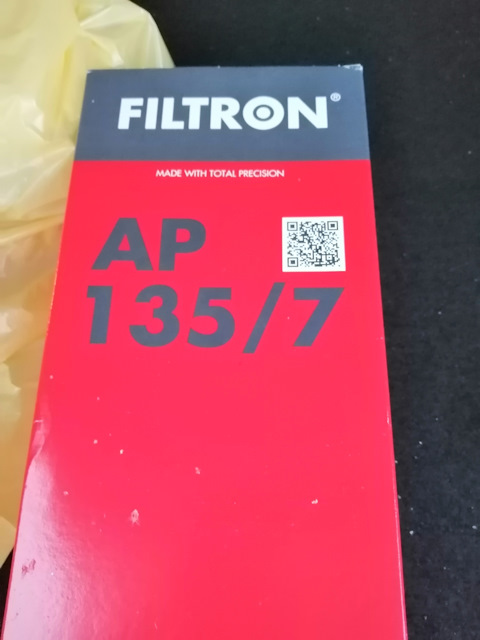 FILTRON®
MADE WITH TOTAL PRECISION
AP
135/7